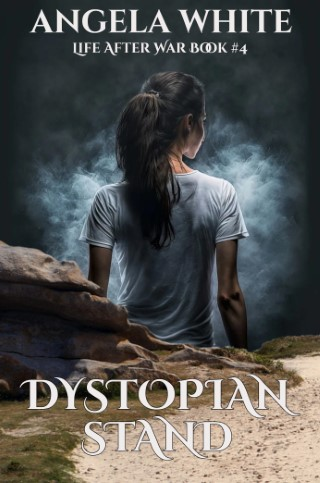 ANGELA WHITE
LIFE AFTER WAR BOOK #4
DYSTOPIAN
STAND